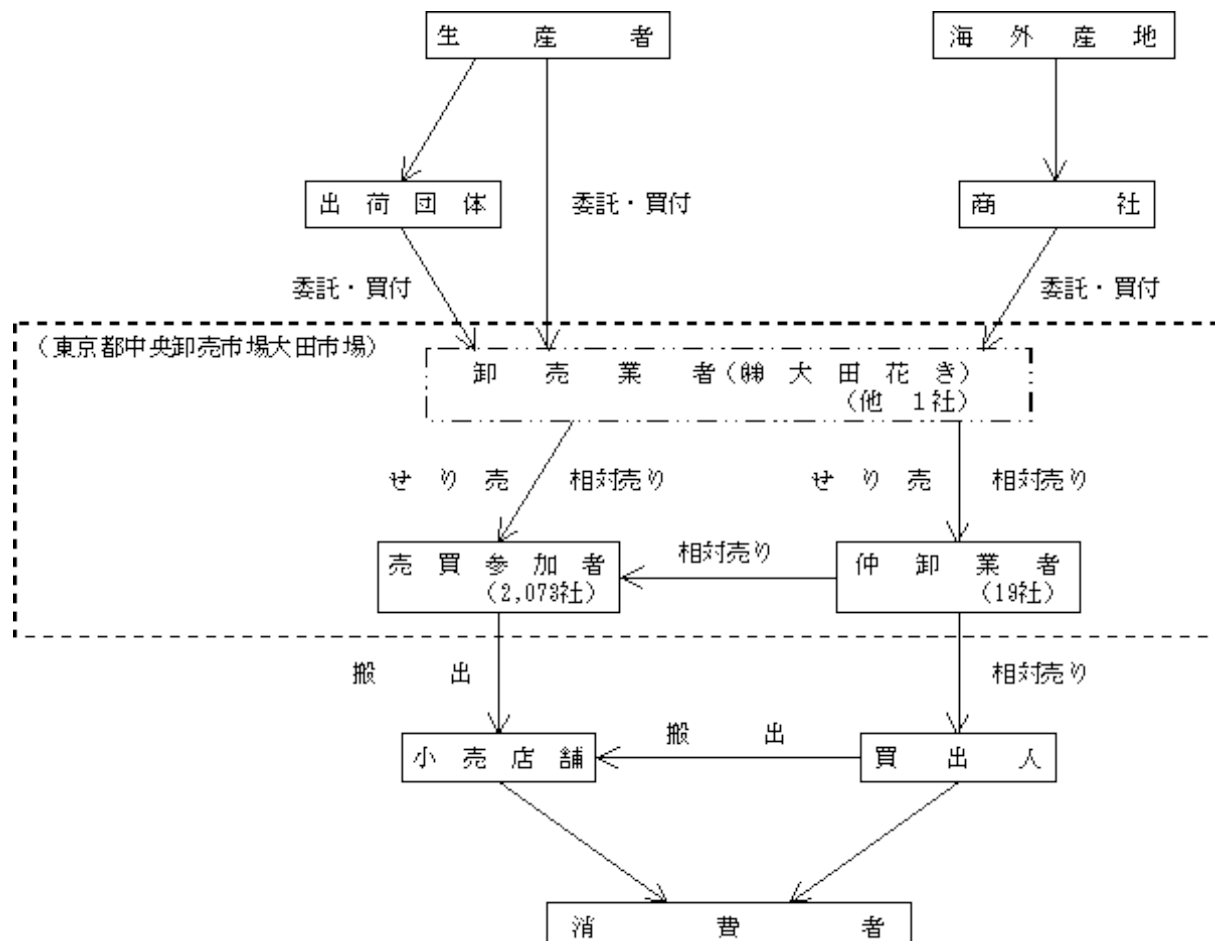 生産者
海外産地
出荷団体
委託・買付
商社
委託・買付
委託・買付
(東京都中央卸売市場大田市場)
卸売業者(㈱大田花き)
(他 1社)
せり売 相対売り
せり売 相対売り
売買参加者
(2,073社)
相対売り
仲卸業者
(19社)
搬出
相対売り
小売店舗
搬出
買出人
消費者